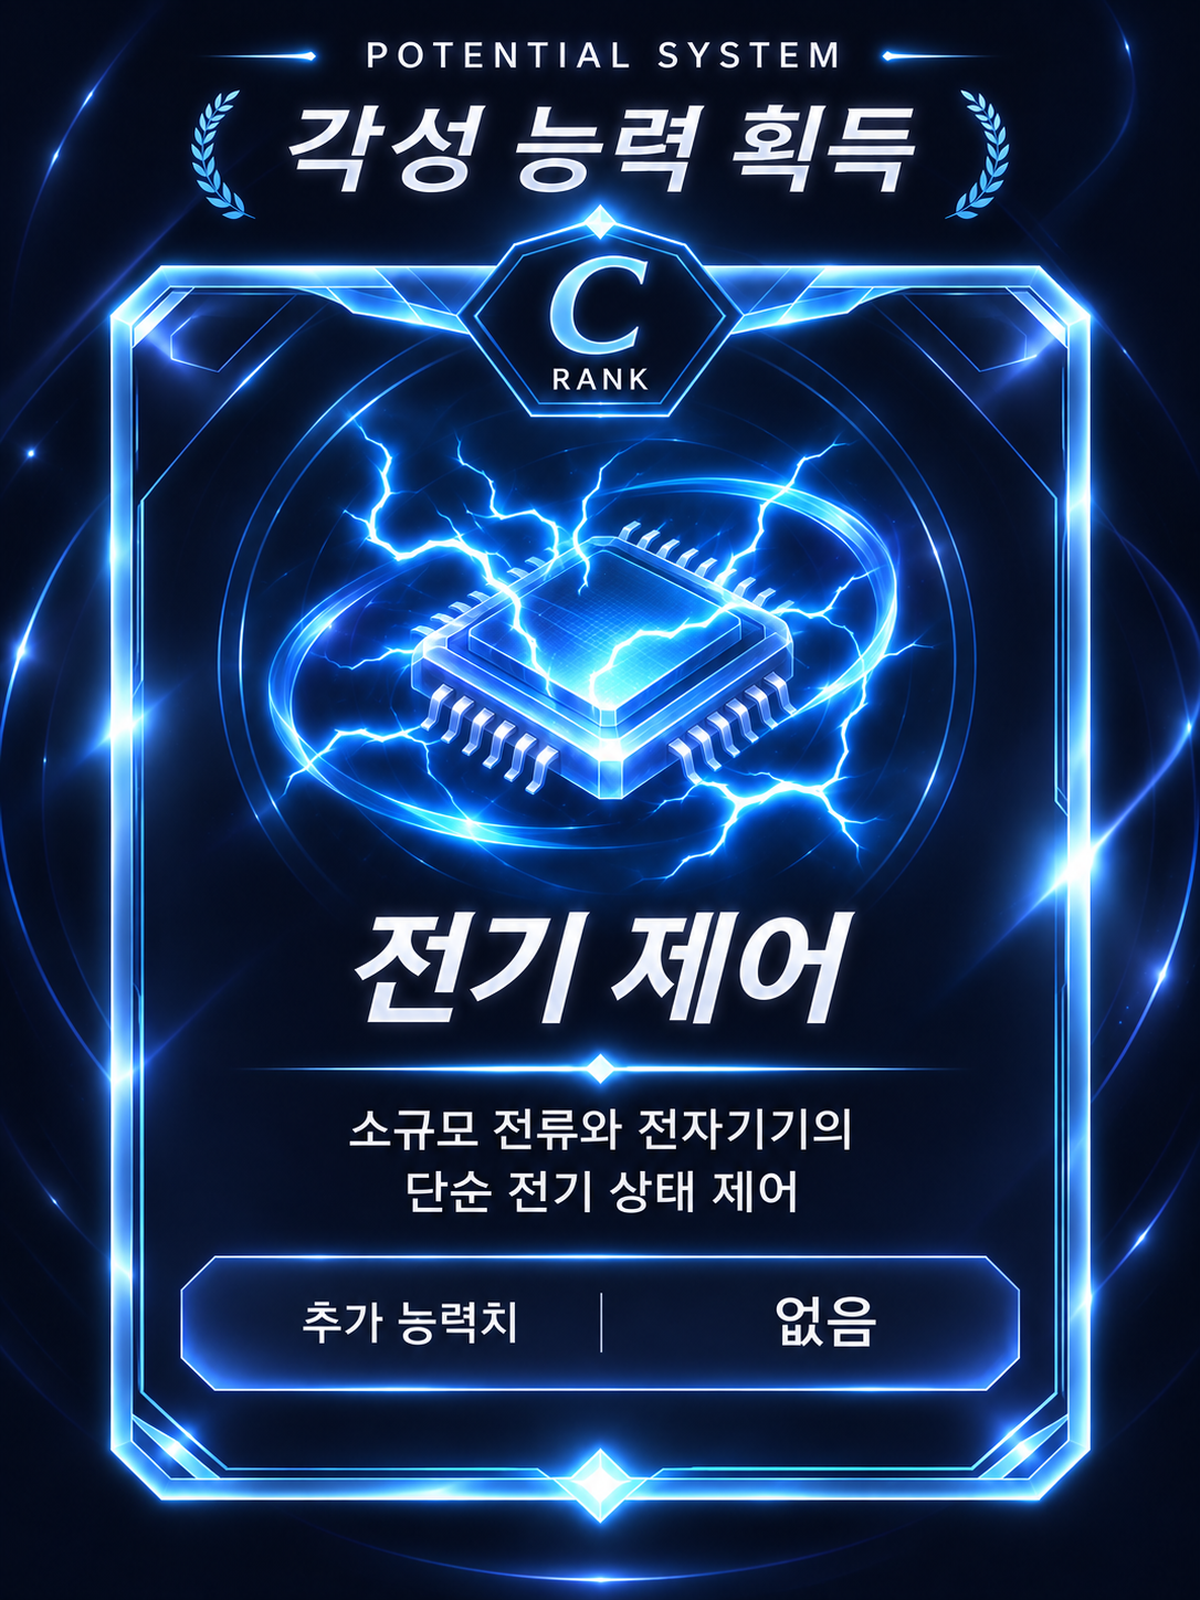 POTENTIAL SYSTEM
각성 능력 획득
C
RANK
전기 제어
소규모 전류와 전자기기의
단순 전기 상태 제어
추가 능력치
없음